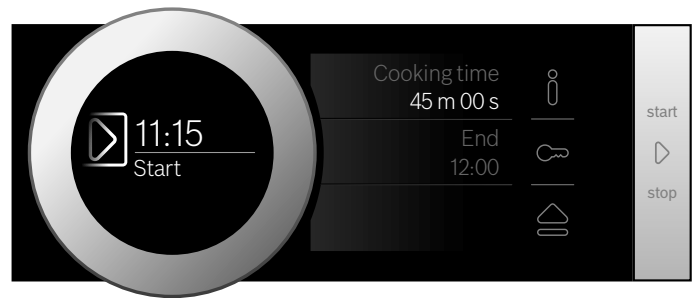 11:15
Start
Cooking time
45 m 00 s
End
12:00
start
stop